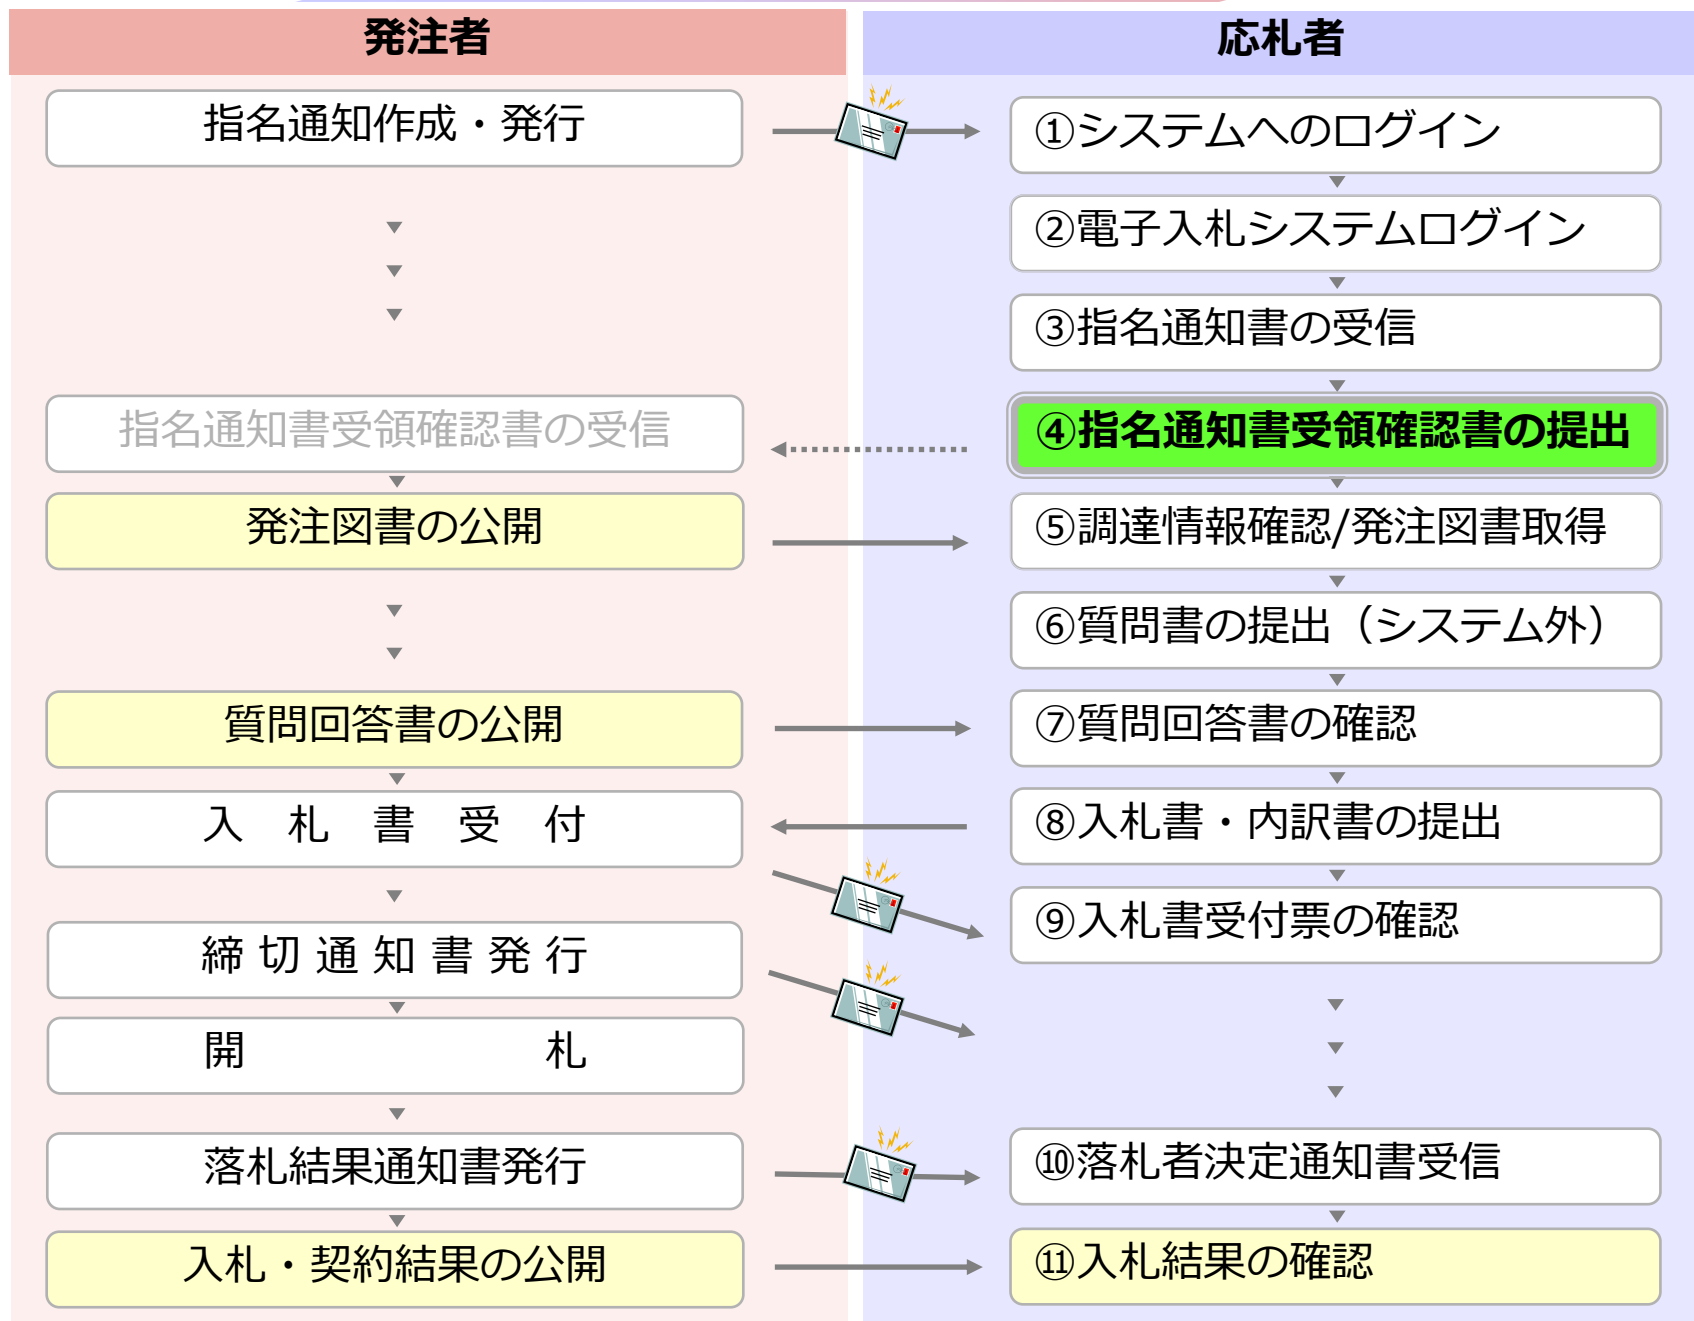 発注者
応札者
指名通知作成・発行
①システムへのログイン
②電子入札システムログイン
③指名通知書の受信
指名通知書受領確認書の受信
④指名通知書受領確認書の提出
発注図書の公開
⑤調達情報確認/発注図書取得
⑥質問書の提出（システム外）
質問回答書の公開
⑦質問回答書の確認
入　札　書　受　付
⑧入札書・内訳書の提出
⑨入札書受付票の確認
締 切 通 知 書 発 行
開　　　　　　　札
落札結果通知書発行
⑩落札者決定通知書受信
入札・契約結果の公開
⑪入札結果の確認